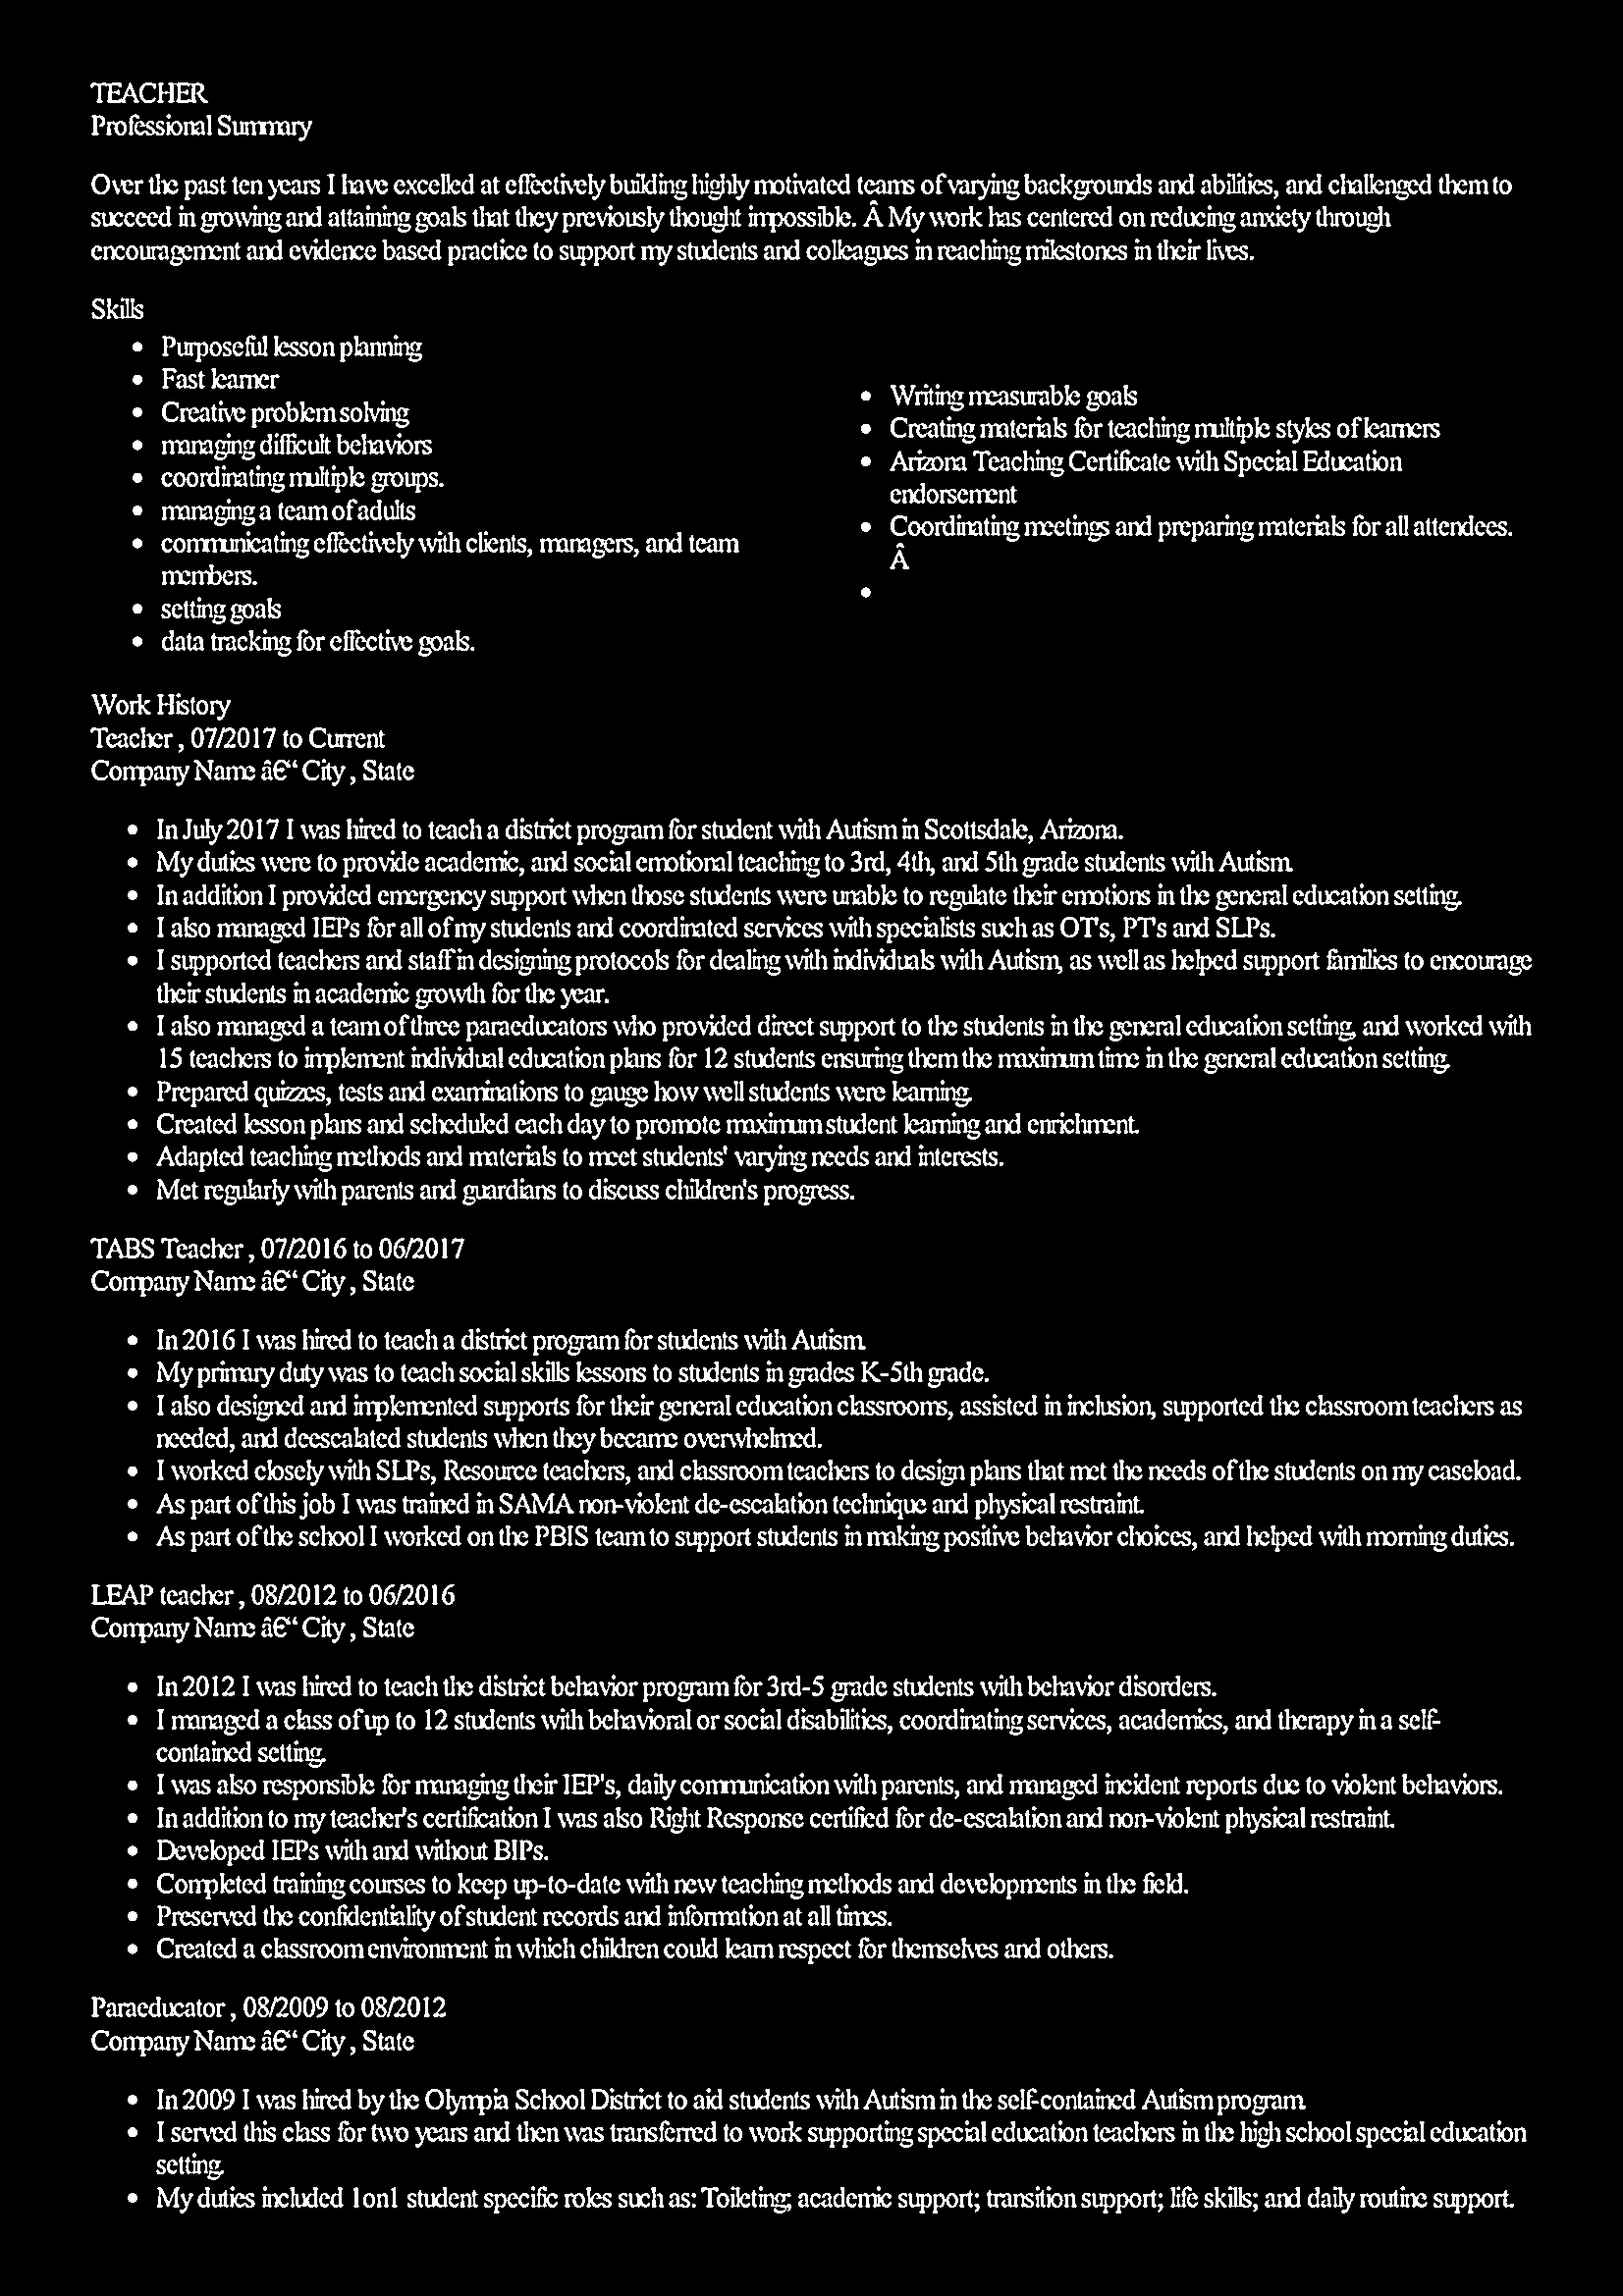 TEACHER
Professional Summary
Over the past ten years I have excelled at effectively building highly motivated teams of varying backgrounds and abilities, and challenged them to
succeed in growing and attaining goals that they previously thought impossible. Â My work has centered on reducing anxiety through
encouragement and evidence based practice to support my students and colleagues in reaching milestones in their lives.
Skills
• Purposeful lesson planning
• Fast learner
• Creative problem solving
• managing difficult behaviors
• coordinating multiple groups.
• managing a team of adults
• communicating effectively with clients, managers, and team
members.
• setting goals
• data tracking for effective goals.
• Writing measurable goals
• Creating materials for teaching multiple styles of learners
• Arizona Teaching Certificate with Special Education
endorsement
• Coordinating meetings and preparing materials for all attendees.
Â
•
Work History
Teacher , 07/2017 to Current
Company Name â€“ City , State
• In July 2017 I was hired to teach a district program for student with Autism in Scottsdale, Arizona.
• My duties were to provide academic, and social emotional teaching to 3rd, 4th, and 5th grade students with Autism.
• In addition I provided emergency support when those students were unable to regulate their emotions in the general education setting.
• I also managed IEPs for all of my students and coordinated services with specialists such as OT's, PT's and SLPs.
• I supported teachers and staff in designing protocols for dealing with individuals with Autism, as well as helped support families to encourage
their students in academic growth for the year.
• I also managed a team of three paraeducators who provided direct support to the students in the general education setting, and worked with
15 teachers to implement individual education plans for 12 students ensuring them the maximum time in the general education setting.
• Prepared quizzes, tests and examinations to gauge how well students were learning.
• Created lesson plans and scheduled each day to promote maximum student learning and enrichment.
• Adapted teaching methods and materials to meet students' varying needs and interests.
• Met regularly with parents and guardians to discuss children's progress.
TABS Teacher , 07/2016 to 06/2017
Company Name â€“ City , State
• In 2016 I was hired to teach a district program for students with Autism.
• My primary duty was to teach social skills lessons to students in grades K-5th grade.
• I also designed and implemented supports for their general education classrooms, assisted in inclusion, supported the classroom teachers as
needed, and deescalated students when they became overwhelmed.
• I worked closely with SLPs, Resource teachers, and classroom teachers to design plans that met the needs of the students on my caseload.
• As part of this job I was trained in SAMA non-violent de-escalation technique and physical restraint.
• As part of the school I worked on the PBIS team to support students in making positive behavior choices, and helped with morning duties.
LEAP teacher , 08/2012 to 06/2016
Company Name â€“ City , State
• In 2012 I was hired to teach the district behavior program for 3rd-5 grade students with behavior disorders.
• I managed a class of up to 12 students with behavioral or social disabilities, coordinating services, academics, and therapy in a self-
contained setting.
• I was also responsible for managing their IEP's, daily communication with parents, and managed incident reports due to violent behaviors.
• In addition to my teacher's certification I was also Right Response certified for de-escalation and non-violent physical restraint.
• Developed IEPs with and without BIPs.
• Completed training courses to keep up-to-date with new teaching methods and developments in the field.
• Preserved the confidentiality of student records and information at all times.
• Created a classroom environment in which children could learn respect for themselves and others.
Paraeducator , 08/2009 to 08/2012
Company Name â€“ City , State
• In 2009 I was hired by the Olympia School District to aid students with Autism in the self-contained Autism program.
• I served this class for two years and then was transferred to work supporting special education teachers in the high school special education
setting.
• My duties included 1on1 student specific roles such as: Toileting; academic support; transition support; life skills; and daily routine support.